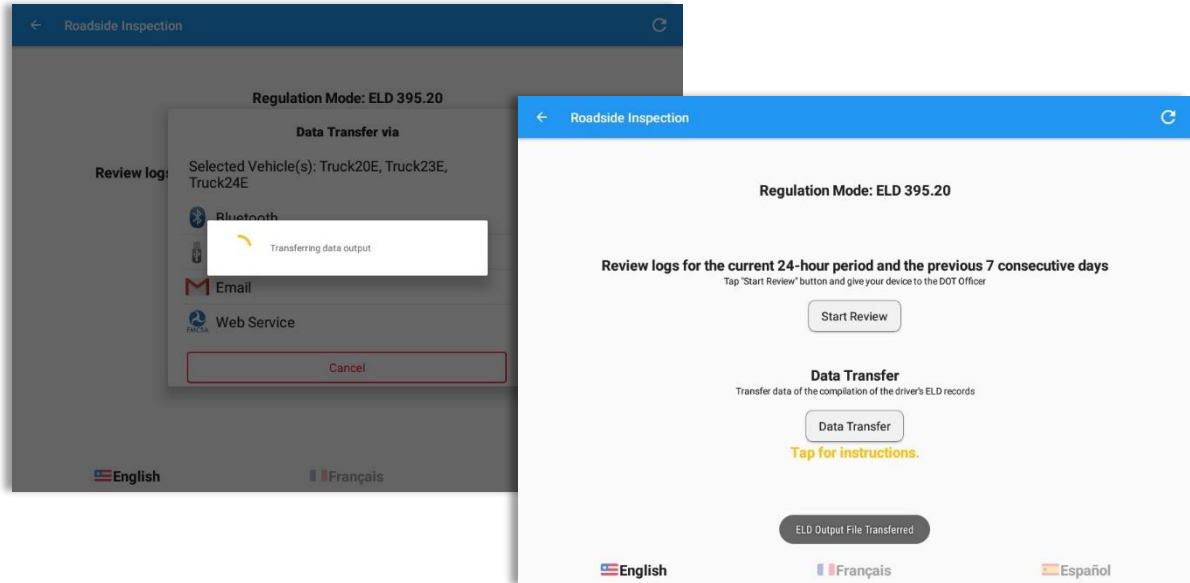 Roadside Inspection
Regulation Mode: ELD 395.20
Data Transfer via
Review logs
Selected Vehicle(s): Truck20E, Truck23E,
Truck24E
Bluetooth
Transferring data output
Email
FMCSA
Web Service
Cancel
English
Français
Roadside Inspection
Regulation Mode: ELD 395.20
Review logs for the current 24-hour period and the previous 7 consecutive days
Tap "Start Review" button and give your device to the DOT Officer
Start Review
Data Transfer
Transfer data of the compilation of the driver's ELD records
Data Transfer
Tap for instructions.
ELD Output File Transferred
English
Français
Español